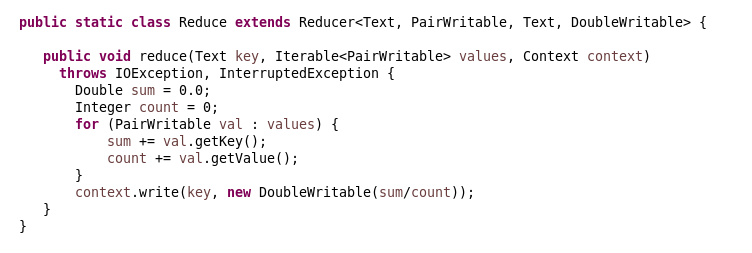 public static class Reduce extends Reducer<Text, PairWritable, Text, DoubleWritable> {
public void reduce(Text key, Iterable<PairWritable> values, Context context)
throws IOException, InterruptedException {
Double sum = 0.0;
Integer count = 0;
for (PairWritable val : values) {
sum += val.getKey();
count += val.getValue();
}
context.write(key, new DoubleWritable(sum/count));
}
}